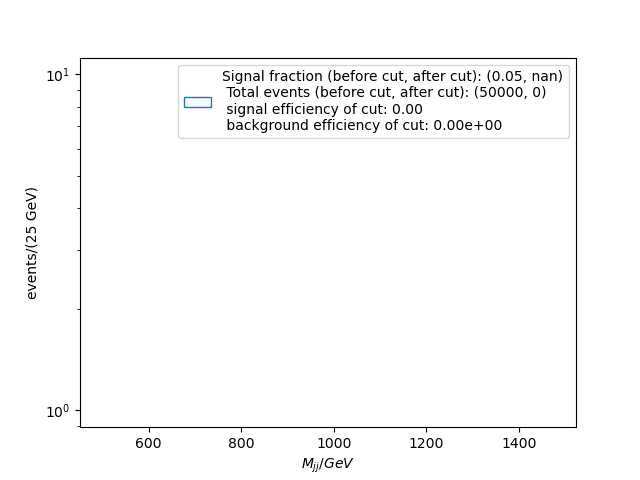 Signal fraction (before cut, after cut): (0.05, nan)
Total events (before cut, after cut): (50000, 0)
signal efficiency of cut: 0.00
background efficiency of cut: 0.00e+00
10¹
10⁰
events/(25 GeV)
600 800 1000 1200 1400
M_{jj}/GeV